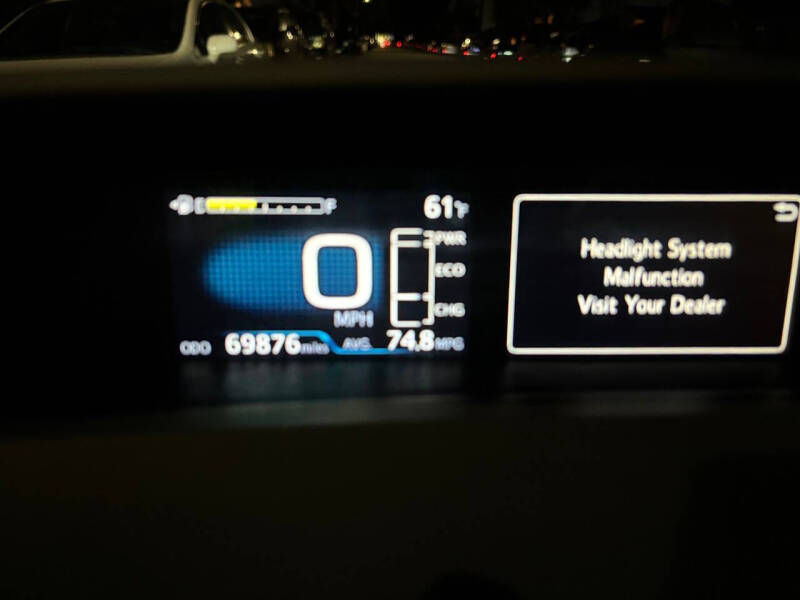 E F 61°F
PWR
0
ECO
MPH
CHG
ODO 69876 miles AVG. 74.8 MPG
Headlight System
Malfunction
Visit Your Dealer